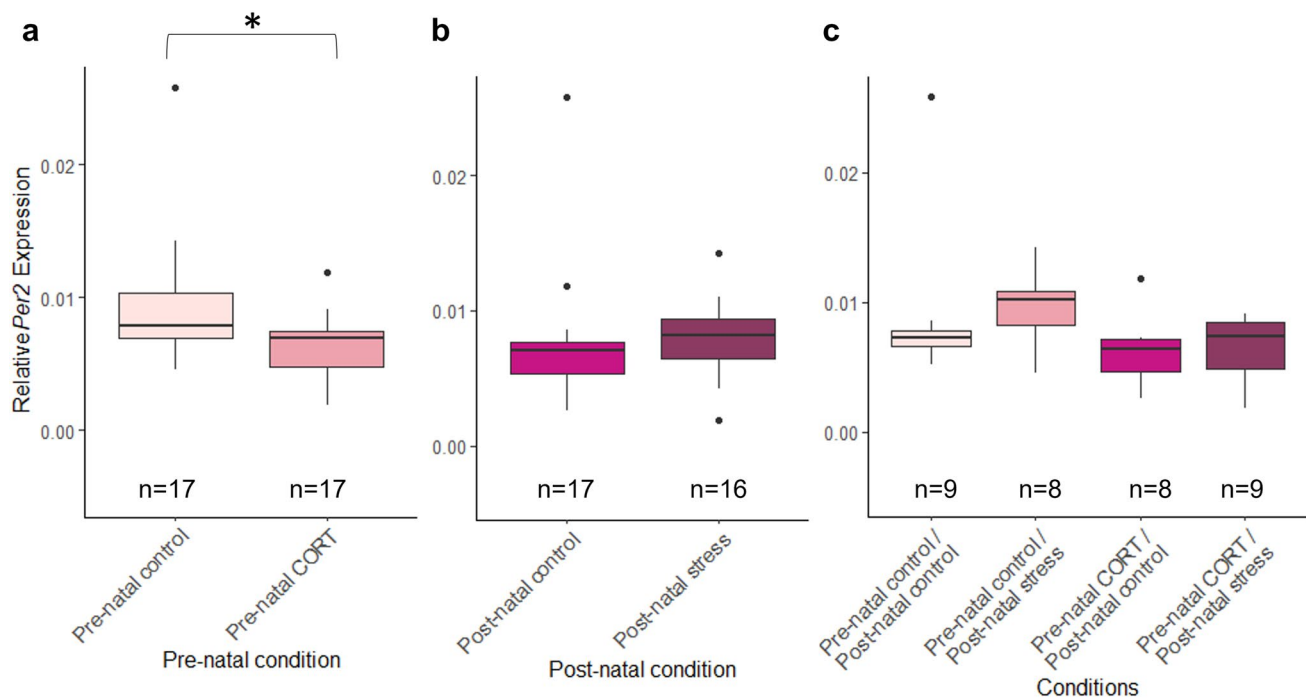 a
*
Relative Per2 Expression
0.02
0.01
0.00
n=17
n=17
Pre-natal control
Pre-natal CORT
Pre-natal condition
b
0.02
0.01
0.00
n=17
n=16
Post-natal control
Post-natal stress
Post-natal condition
c
0.02
0.01
0.00
n=9
n=8
n=8
n=9
Pre-natal control /
Post-natal control
Pre-natal control /
Post-natal stress
Pre-natal CORT /
Post-natal control
Pre-natal CORT /
Post-natal stress
Conditions